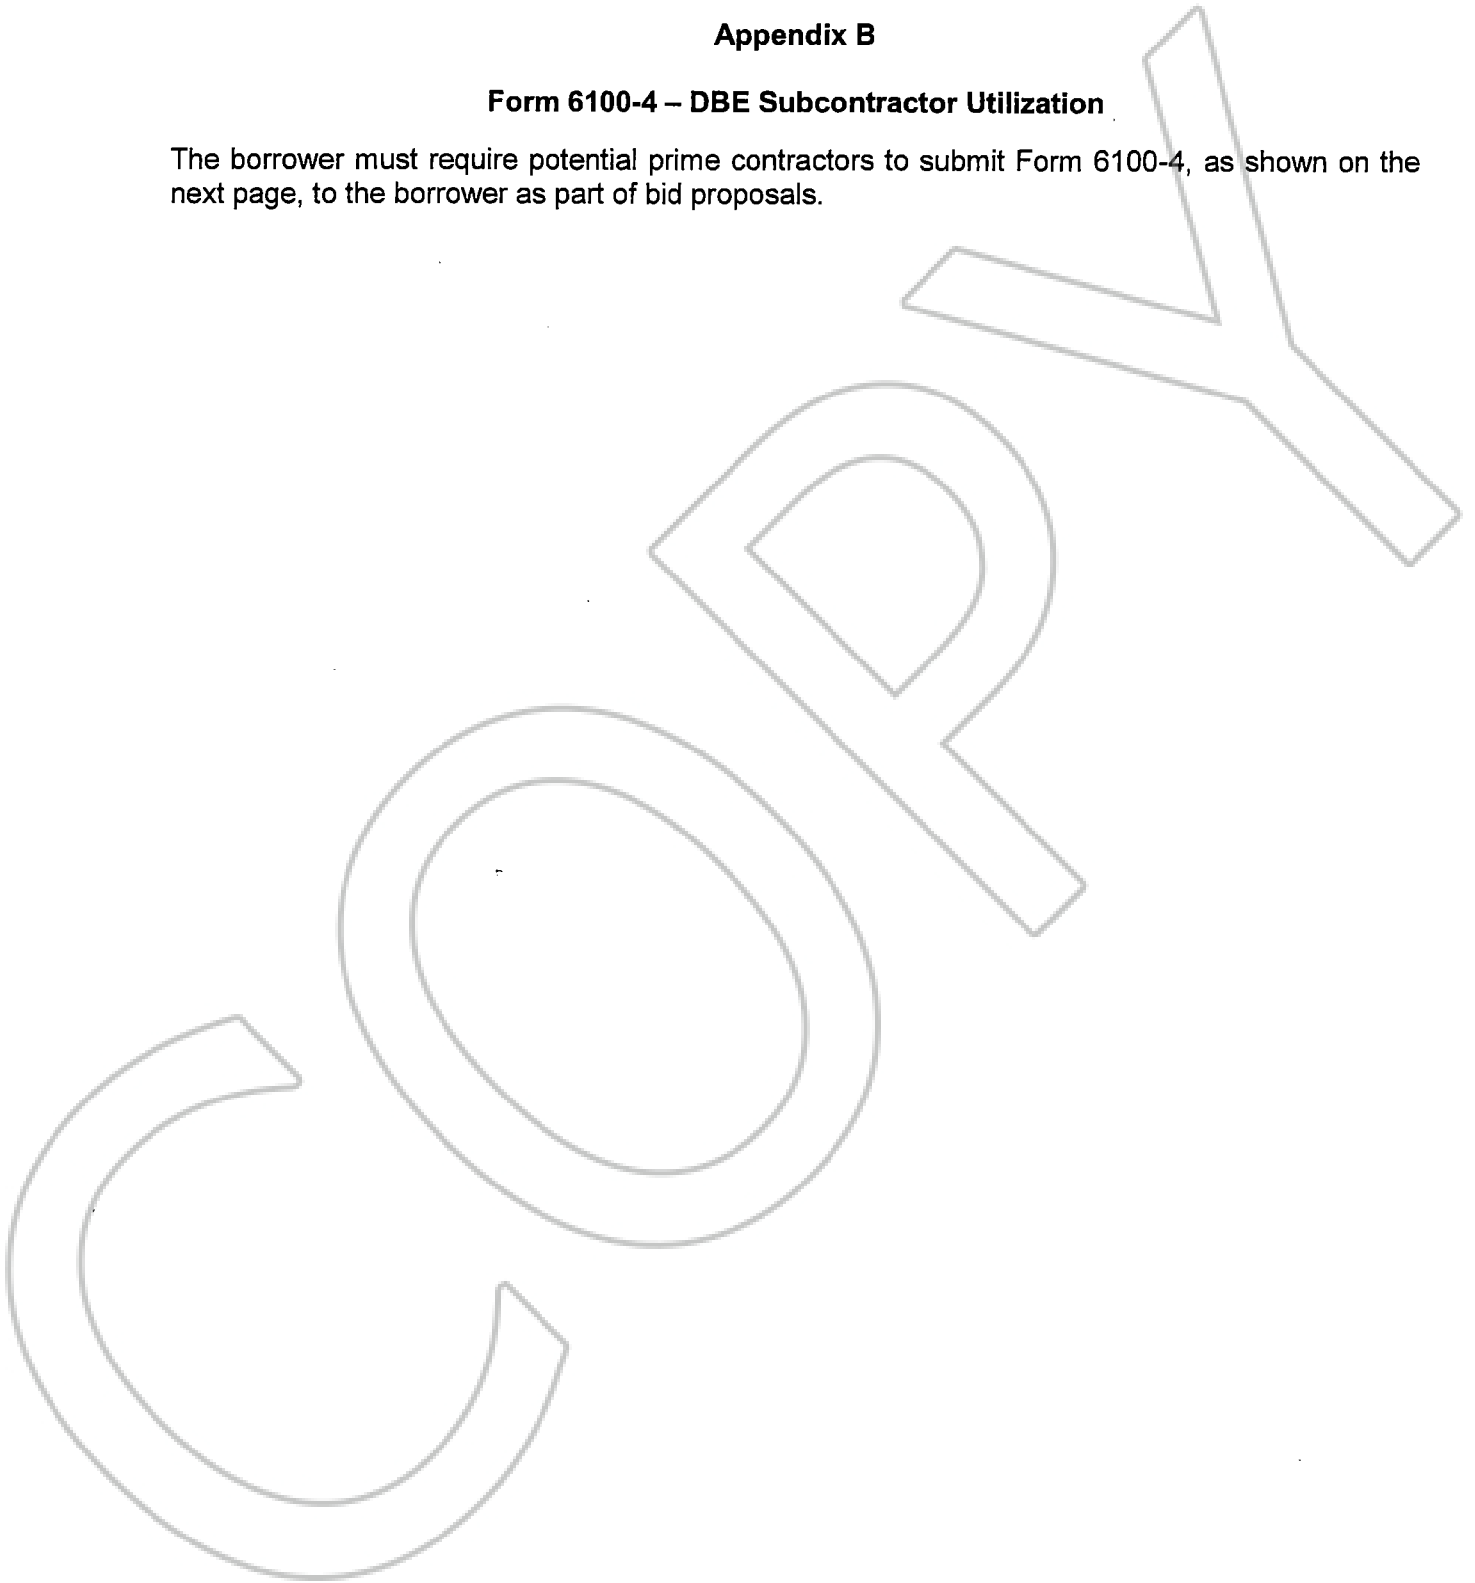 Appendix B
Form 6100-4 – DBE Subcontractor Utilization
The borrower must require potential prime contractors to submit Form 6100-4, as shown on the
next page, to the borrower as part of bid proposals.
COPY